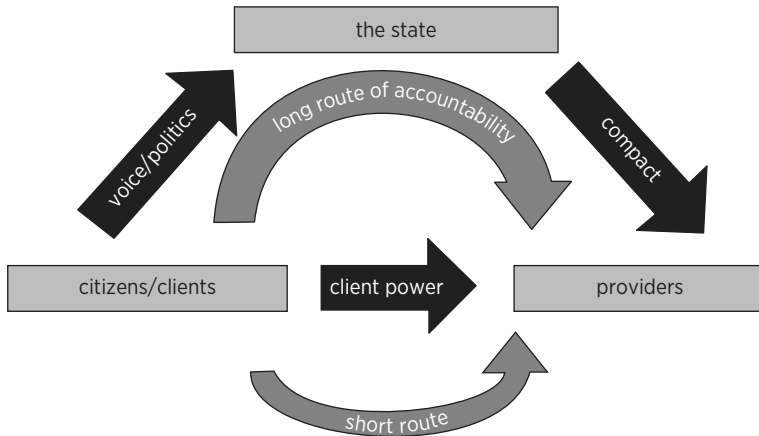 the state
long route of accountability
voice/politics
compact
citizens/clients
client power
providers
short route